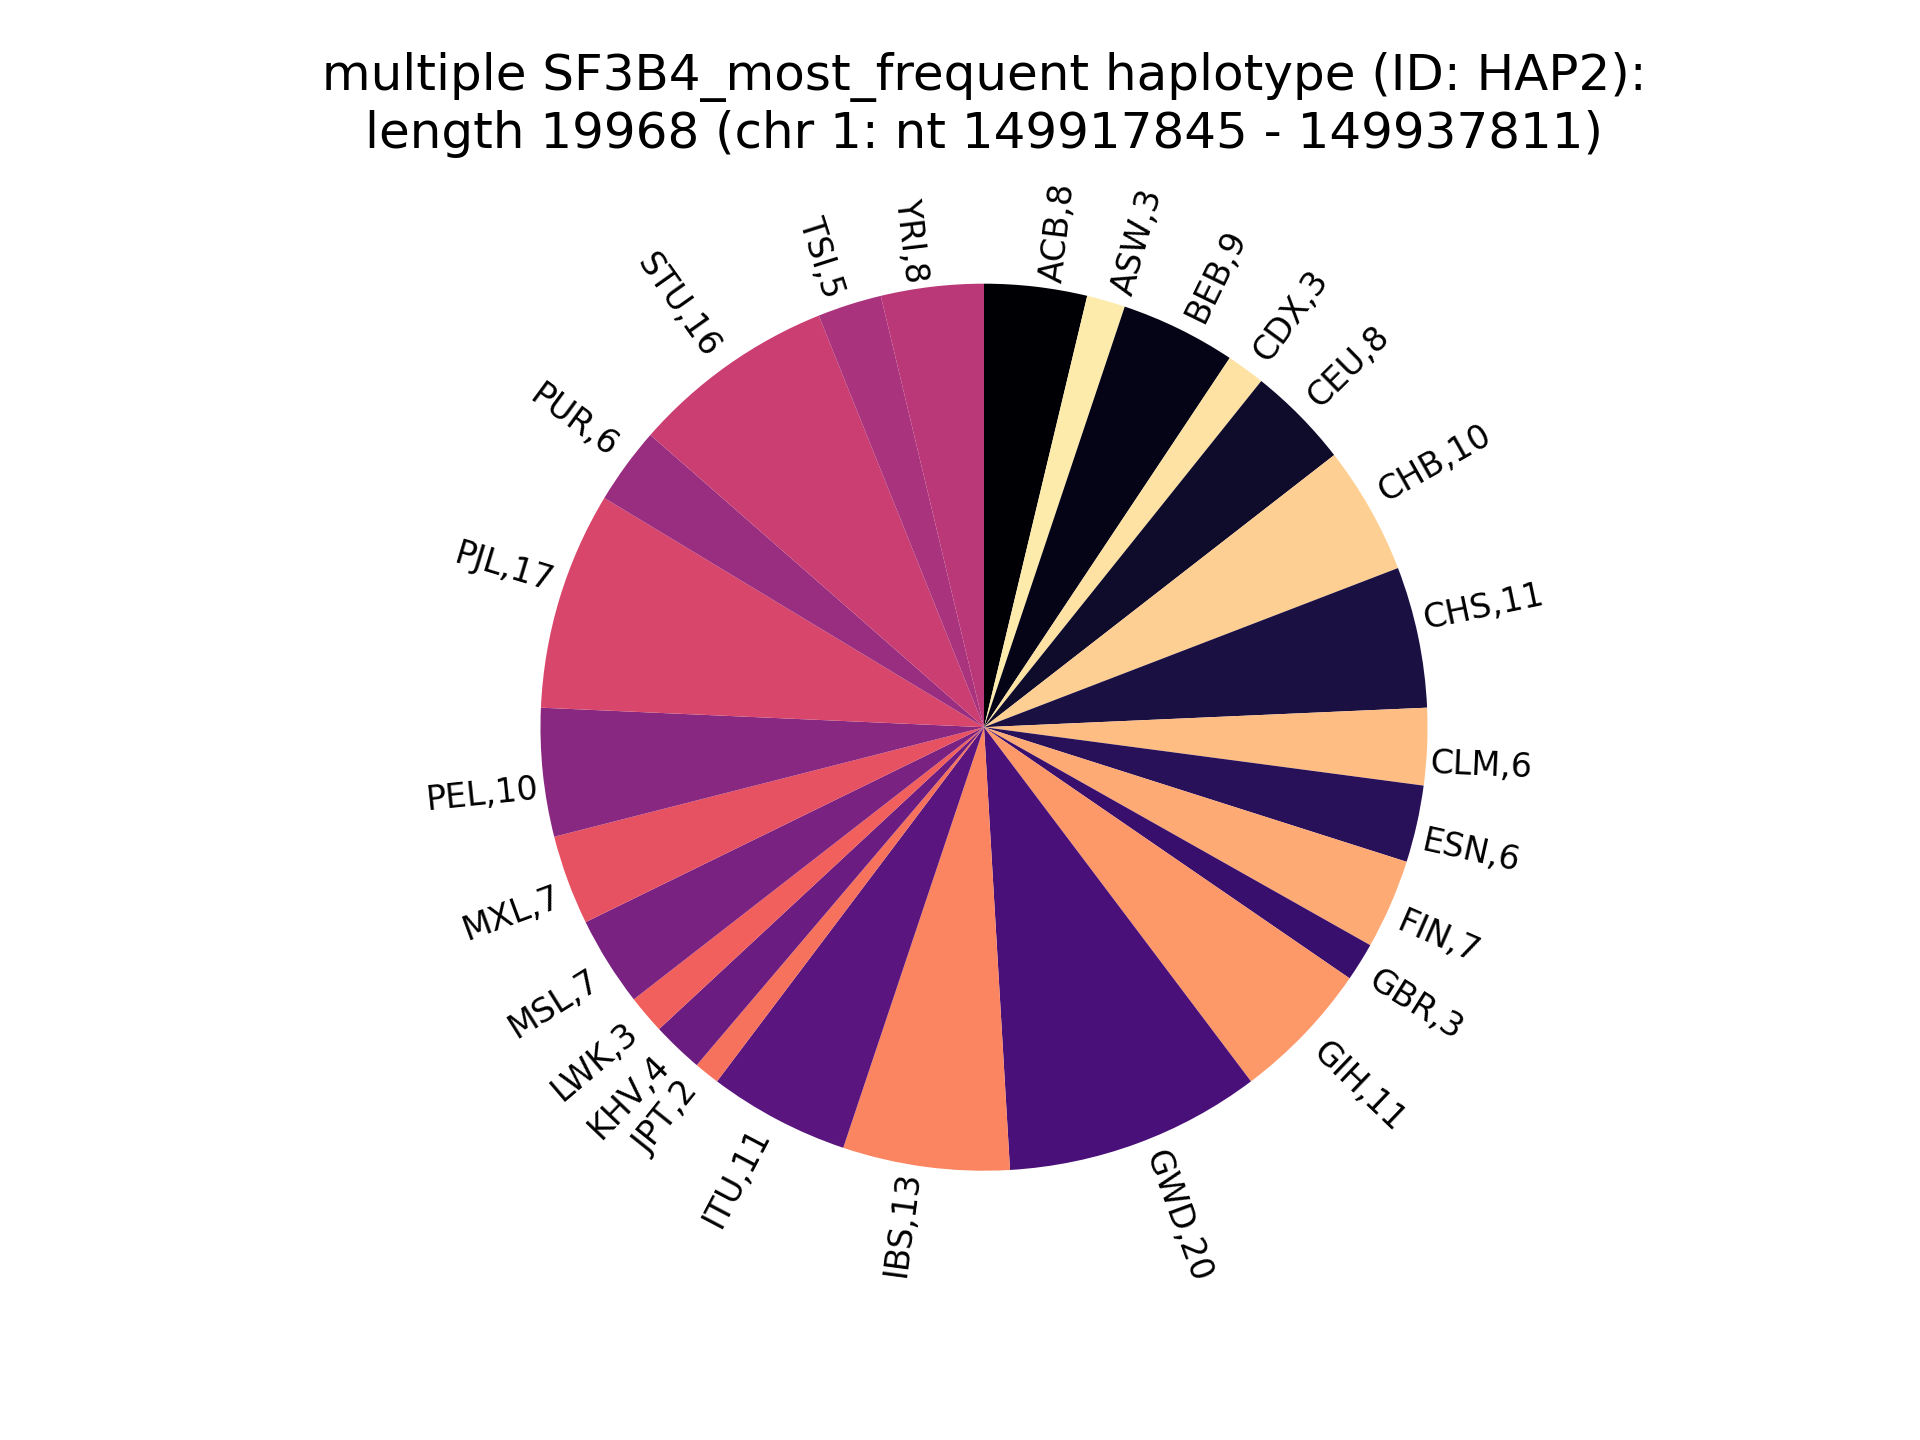 multiple SF3B4_most_frequent haplotype (ID: HAP2):
length 19968 (chr 1: nt 149917845 - 149937811)
ACB,8
ASW,3
BEB,9
CDX,3
CEU,8
CHB,10
CHS,11
CLM,6
ESN,6
FIN,7
GBR,3
GIH,11
GWD,20
IBS,13
ITU,11
JPT,2
KHV,4
LWK,3
MSL,7
MXL,7
PEL,10
PJL,17
PUR,6
STU,16
TSI,5
YRI,8